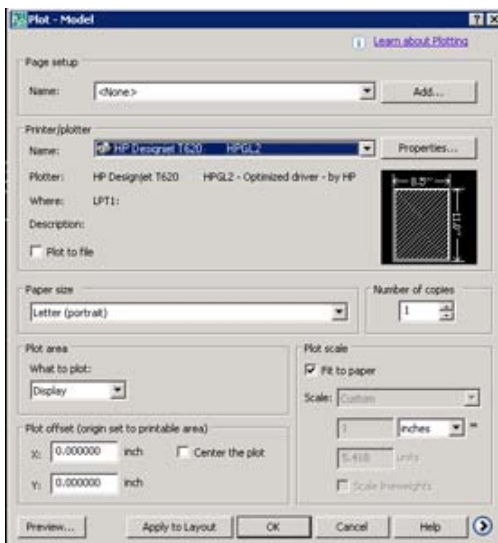 Plot - Model
Learn about Plotting
Page setup
Name: <None> Add...
Printer/plotter
Name: HP Designjet T620 HPGL2 Properties...
Plotter: HP Designjet T620 HPGL2 - Optimized driver - by HP
Where: LPT1:
Description:
Plot to file
8.5"
11.0"
Paper size
Letter (portrait)
Number of copies
1
Plot area
What to plot:
Display
Plot scale
Fit to paper
Scale: Custom
1 inches =
5.418 units
Scale lineweights
Plot offset (origin set to printable area)
X: 0.000000 inch Center the plot
Y: 0.000000 inch
Preview... Apply to Layout OK Cancel Help